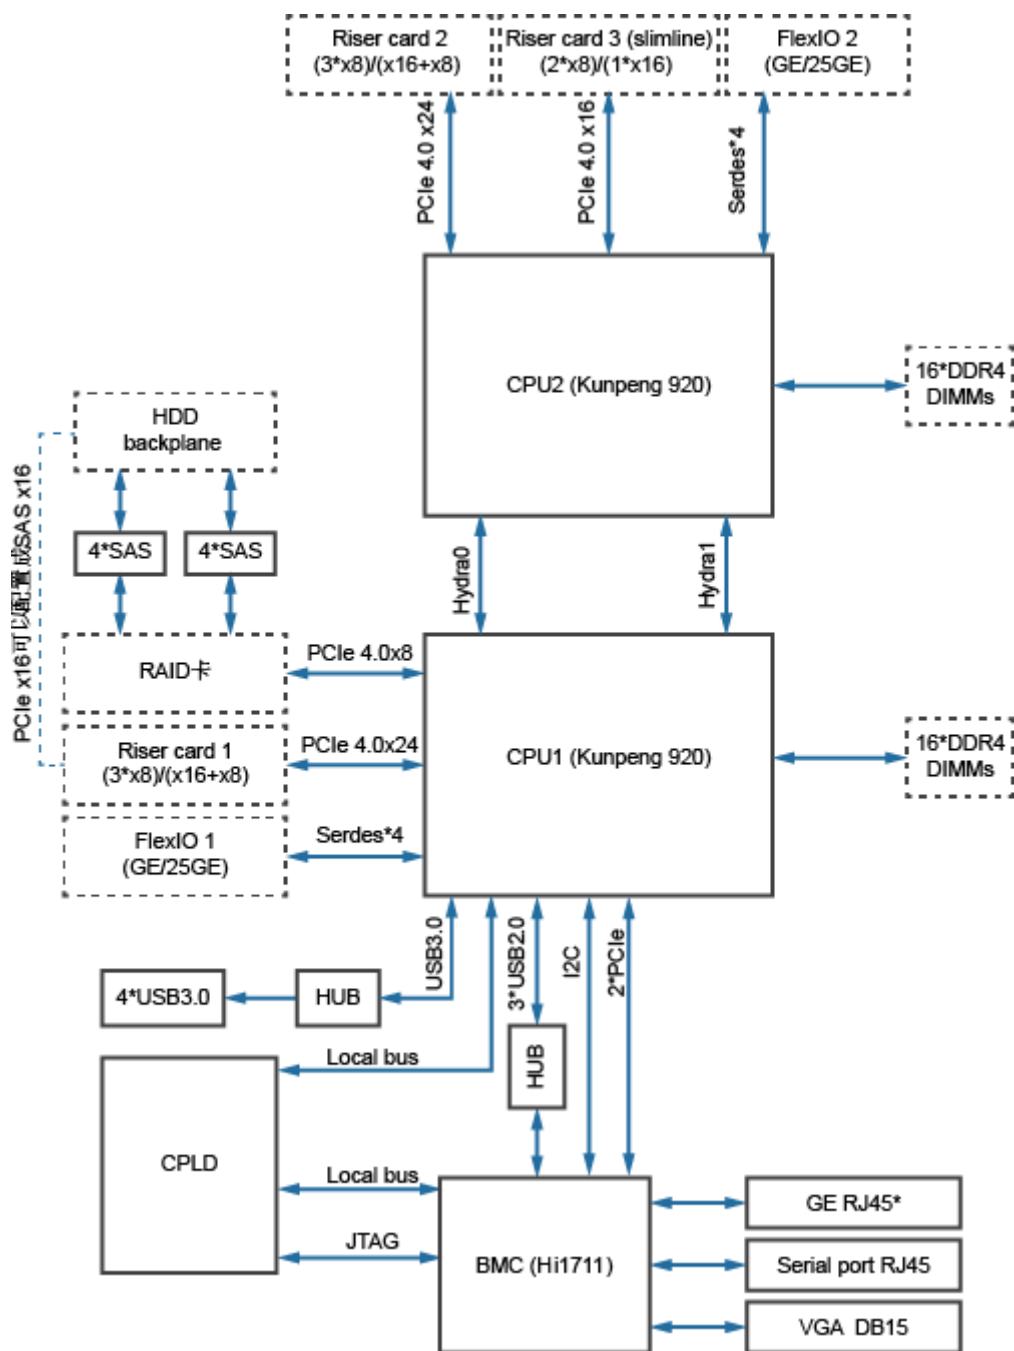 Riser card 2
(3*x8)/(x16+x8)
Riser card 3 (slimline)
(2*x8)/(1*x16)
FlexIO 2
(GE/25GE)
PCIe 4.0 x24
PCIe 4.0 x16
Serdes*4
CPU2 (Kunpeng 920)
16*DDR4
DIMMs
HDD
backplane
4*SAS
4*SAS
PCIe x16可以配置成SAS x16
Hydra0
Hydra1
RAID卡
PCIe 4.0x8
Riser card 1
(3*x8)/(x16+x8)
PCIe 4.0x24
CPU1 (Kunpeng 920)
16*DDR4
DIMMs
FlexIO 1
(GE/25GE)
Serdes*4
USB3.0
3*USB2.0
I2C
2*PCIe
4*USB3.0
HUB
HUB
Local bus
CPLD
Local bus
JTAG
BMC (Hi1711)
GE RJ45*
Serial port RJ45
VGA DB15